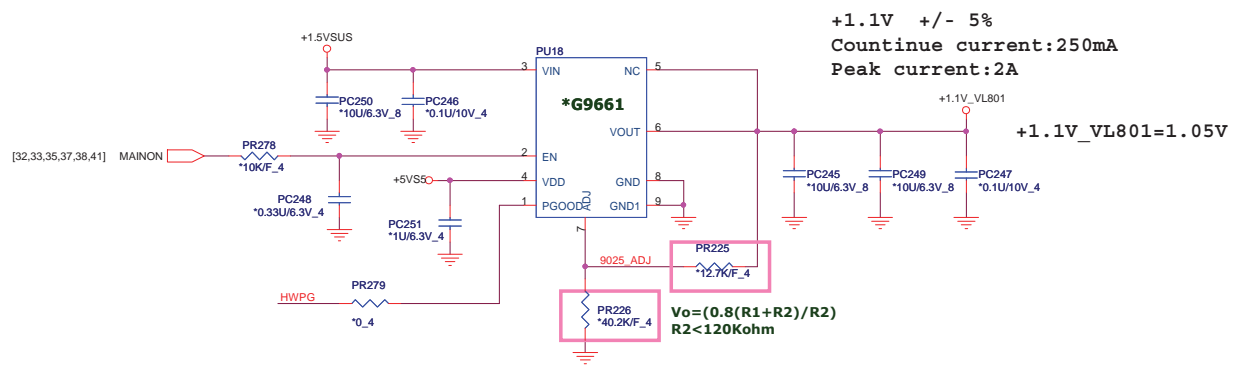 +1.1V +/- 5%
Countinue current:250mA
Peak current:2A
+1.5VSUS
PU18
3 VIN
NC 5
+1.1V_VL801
*G9661
PC250
*10U/6.3V_8
PC246
*0.1U/10V_4
VOUT 6
+1.1V_VL801=1.05V
[32,33,35,37,38,41] MAINON
PR278
*10K/F_4
2 EN
PC245
*10U/6.3V_8
PC249
*10U/6.3V_8
PC247
*0.1U/10V_4
+5VS5
4 VDD
GND 8
PC248
*0.33U/6.3V_4
1 PGOOD
ADJ
GND1 9
PC251
*1U/6.3V_4
7
PR225
*12.7K/F_4
9025_ADJ
HWPG
PR279
*0_4
PR226
*40.2K/F_4
Vo=(0.8(R1+R2)/R2)
R2<120Kohm